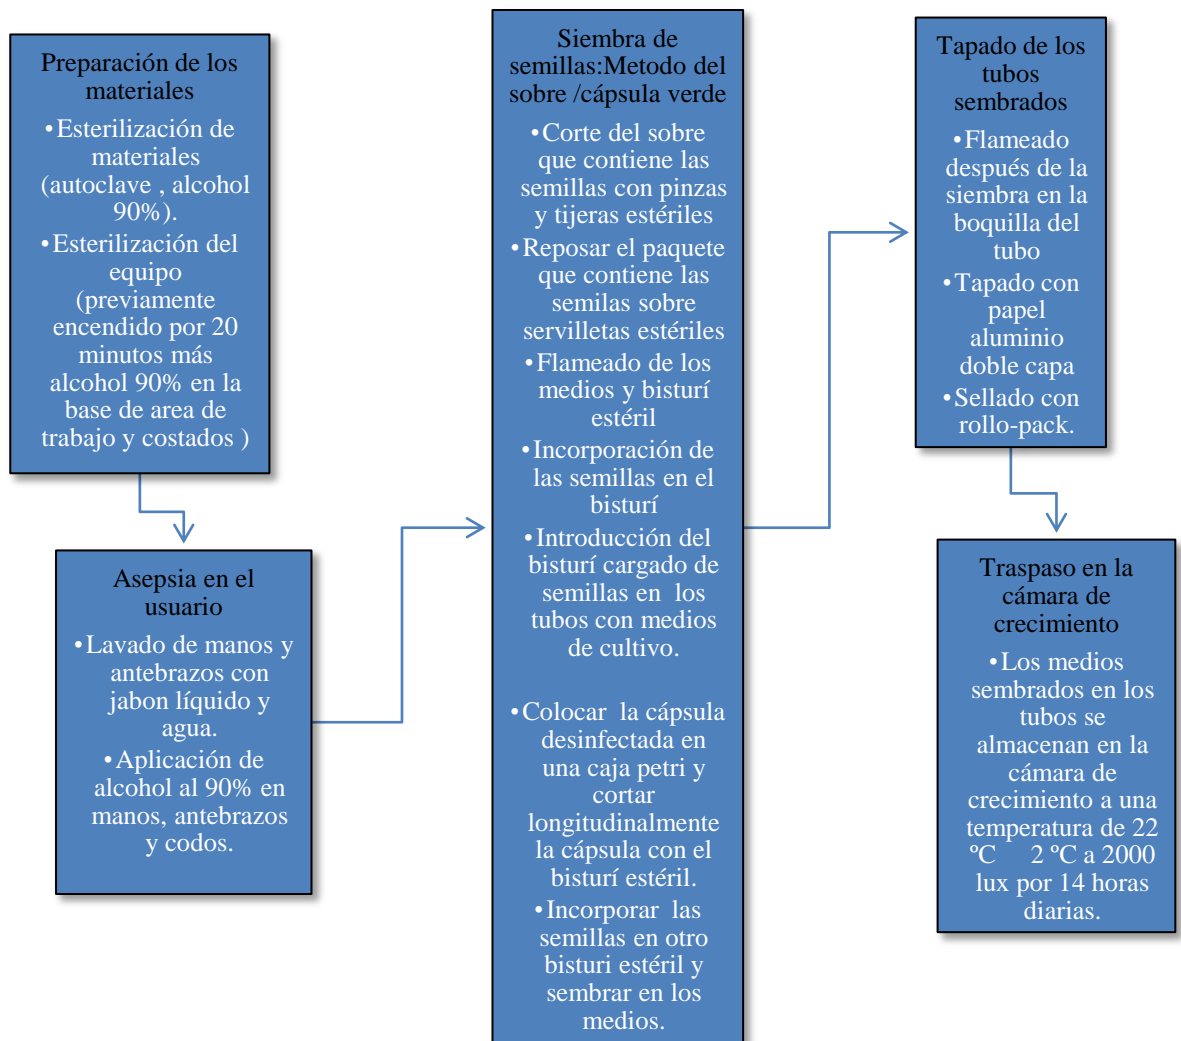 Preparación de los
materiales
•Esterilización de
materiales
(autoclave , alcohol
90%).
•Esterilización del
equipo
(previamente
encendido por 20
minutos más
alcohol 90% en la
base de area de
trabajo y costados )
Asepsia en el
usuario
•Lavado de manos y
antebrazos con
jabon líquido y
agua.
•Aplicación de
alcohol al 90% en
manos, antebrazos
y codos.
Siembra de
semillas:Metodo del
sobre /cápsula verde
•Corte del sobre
que contiene las
semillas con pinzas
y tijeras estériles
•Reposar el paquete
que contiene las
semilas sobre
servilletas estériles
•Flameado de los
medios y bisturí
estéril
•Incorporación de
las semillas en el
bisturí
•Introducción del
bisturí cargado de
semillas en los
tubos con medios
de cultivo.
•Colocar la cápsula
desinfectada en
una caja petri y
cortar
longitudinalmente
la cápsula con el
bisturí estéril.
•Incorporar las
semillas en otro
bisturi estéril y
sembrar en los
medios.
Tapado de los
tubos
sembrados
•Flameado
después de la
siembra en la
boquilla del
tubo
•Tapado con
papel
aluminio
doble capa
•Sellado con
rollo-pack.
Traspaso en la
cámara de
crecimiento
•Los medios
sembrados en los
tubos se
almacenan en la
cámara de
crecimiento a una
temperatura de 22
ºC 2 ºC a 2000
lux por 14 horas
diarias.